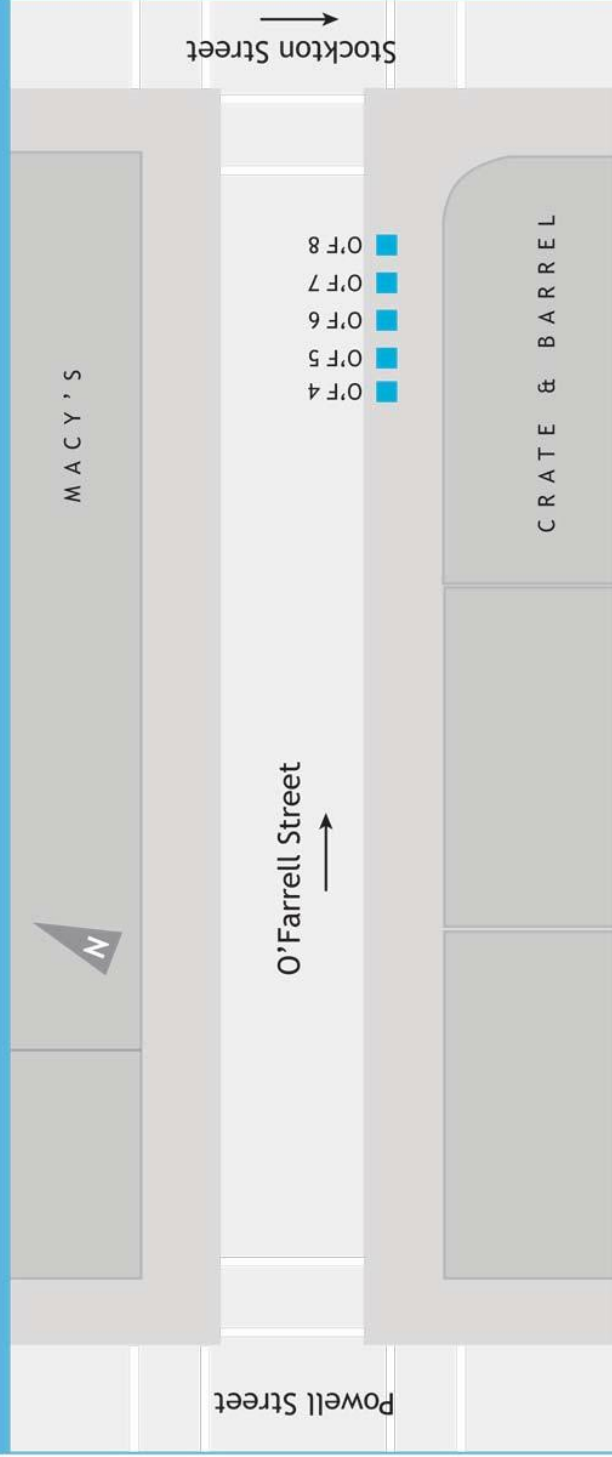 Stockton Street
O'F 8
O'F 7
O'F 6
O'F 5
O'F 4
MACY'S
CRATE & BARREL
O'Farrell Street
N
Powell Street